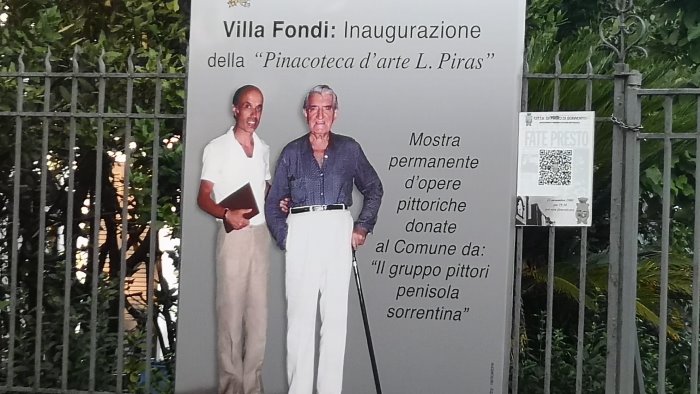 Villa Fondi: Inaugurazione
della “Pinacoteca d’arte L. Piras”
Mostra
permanente
d’opere
pittoriche
donate
al Comune da:
“Il gruppo pittori
penisola
sorrentina”
FATE PRESTO